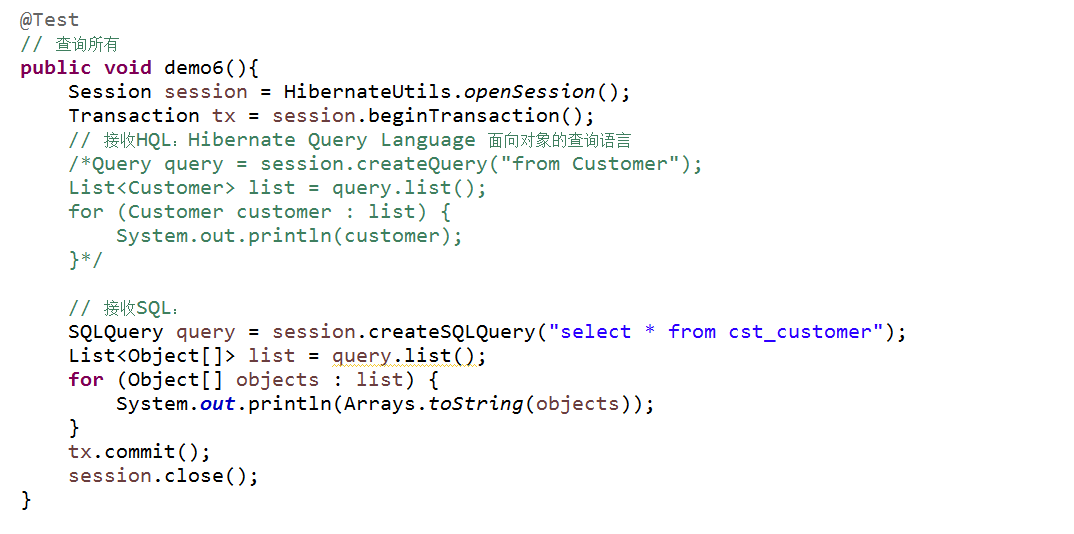 @Test
// 查询所有
public void demo6(){
    Session session = HibernateUtils.openSession();
    Transaction tx = session.beginTransaction();
    // 接收HQL：Hibernate Query Language 面向对象的查询语言
    /*Query query = session.createQuery("from Customer");
    List<Customer> list = query.list();
    for (Customer customer : list) {
        System.out.println(customer);
    }*/
    // 接收SQL：
    SQLQuery query = session.createSQLQuery("select * from cst_customer");
    List<Object[]> list = query.list();
    for (Object[] objects : list) {
        System.out.println(Arrays.toString(objects));
    }
    tx.commit();
    session.close();
}